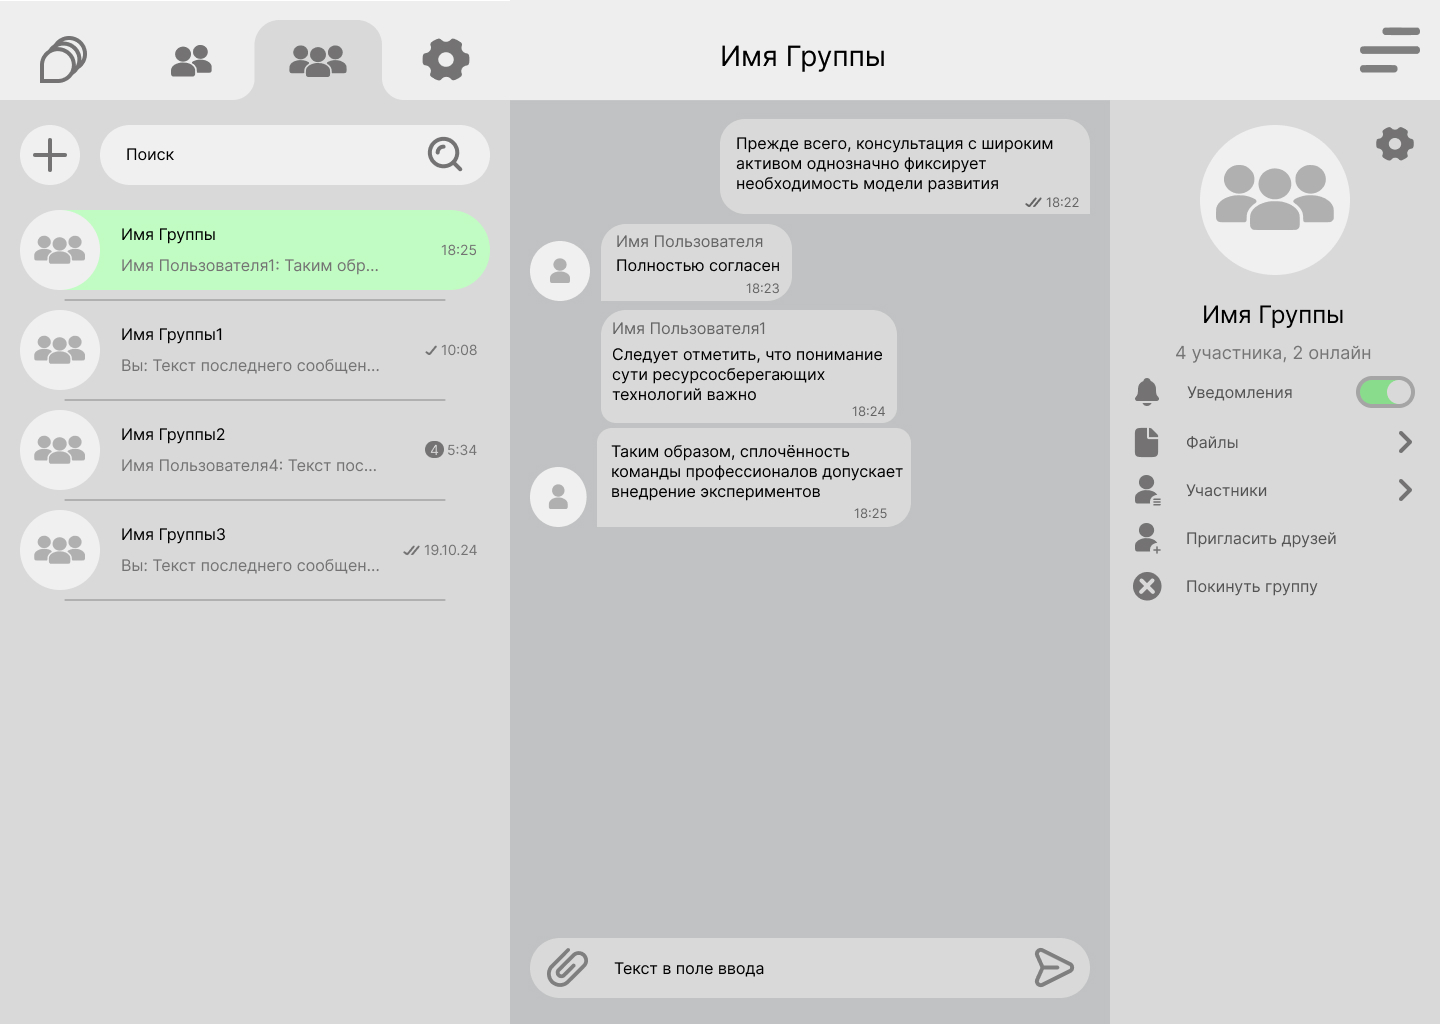 Имя Группы
Поиск
Имя Группы
Имя Пользователя1: Таким обр...
18:25
Имя Группы1
Вы: Текст последнего сообщен...
10:08
Имя Группы2
Имя Пользователя4: Текст пос...
4 5:34
Имя Группы3
Вы: Текст последнего сообщен...
19.10.24
Прежде всего, консультация с широким
активом однозначно фиксирует
необходимость модели развития
18:22
Имя Пользователя
Полностью согласен
18:23
Имя Пользователя1
Следует отметить, что понимание
сути ресурсосберегающих
технологий важно
18:24
Таким образом, сплочённость
команды профессионалов допускает
внедрение экспериментов
18:25
Текст в поле ввода
Имя Группы
4 участника, 2 онлайн
Уведомления
Файлы
Участники
Пригласить друзей
Покинуть группу